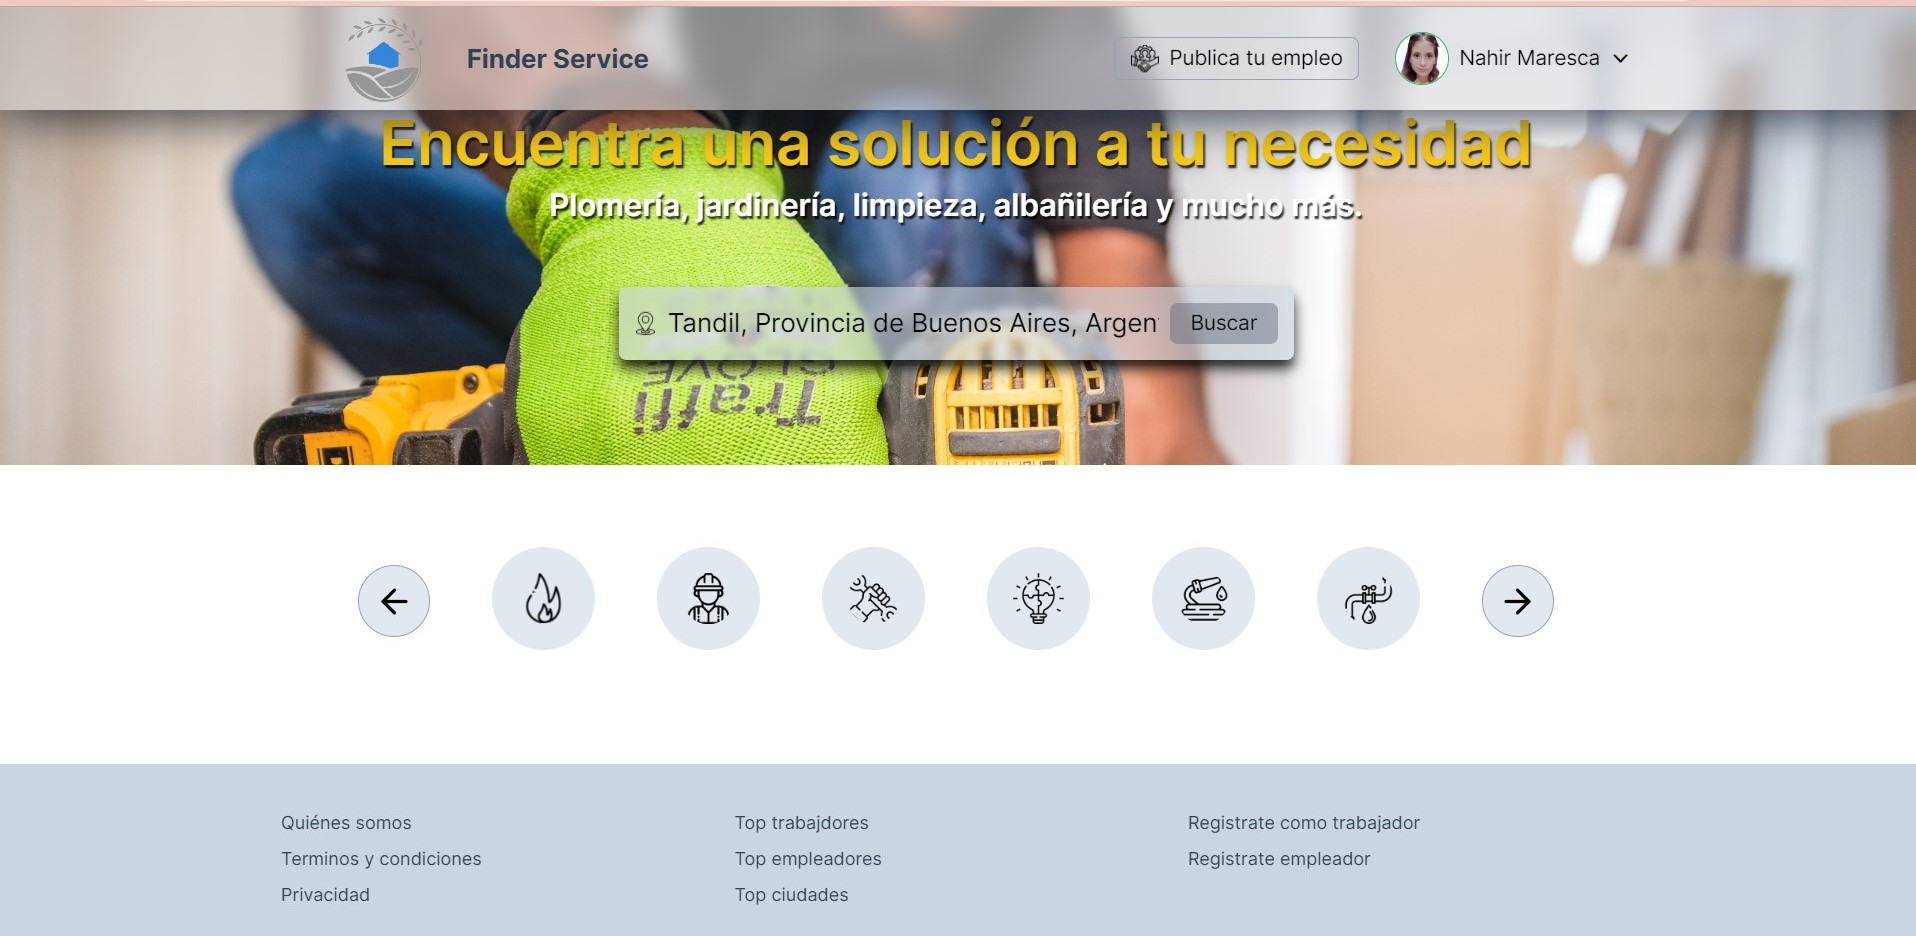 Finder Service
Publica tu empleo
Nahir Maresca
Encuentra una solución a tu necesidad
Plomería, jardinería, limpieza, albañilería y mucho más.
Tandil, Provincia de Buenos Aires, Argen
Buscar
GLOVE
Traffi
Quiénes somos
Top trabajdores
Registrate como trabajador
Terminos y condiciones
Top empleadores
Registrate empleador
Privacidad
Top ciudades